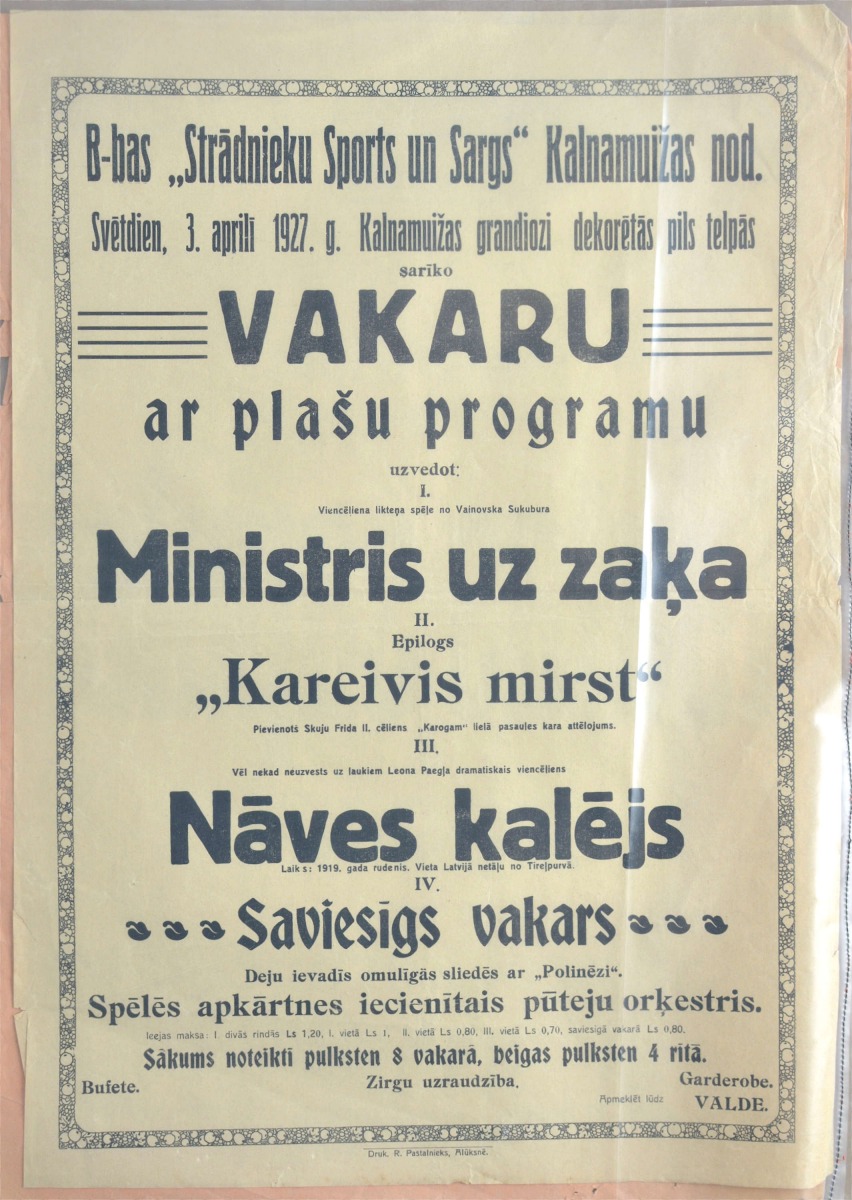 B-bas „Strādnieku Sports un Sargs“ Kalnamuižas nod.
Svētdien, 3. aprilī 1927. g. Kalnamuižas grandiozi dekorētās pils telpās
sarīko
VAKARU
ar plašu programu
uzvedot:
I.
Viencēļiena likteņa spēļe no Vainovska Sukubura
Ministris uz zaķa
II.
Epilogs
„Kareivis mirst“
Pievienots Skuju Frida II. cēliens „Karogam“ lielā pasauļes kara attēlojums.
III.
Vēl nekad neuzvests uz ļaukiem Leona Paegļa dramatiskais viencēļiens
Nāves kalējs
Laiks: 1919. gada rudenis. Vieta Latvijā netāļu no Tireļpurvā.
IV.
Saviesīgs vakars
Deju ievadīs omulīgās sliedēs ar „Polinēzi“.
Spēlēs apkārtnes iecienītais pūteju orķestris.
Ieejas maksa: I divās rindās Ls 1,20, I. vietā Ls 1, II. vietā Ls 0,80, III. vietā Ls 0,70, saviesīgā vakarā Ls 0,80.
Sākums noteikti pulksten 8 vakarā, beigas pulksten 4 rītā.
Bufete. Zirgu uzraudzība. Garderobe.
Apmeklēt lūdz VALDE.
Druk. R. Pastalnieks, Alūksnē.